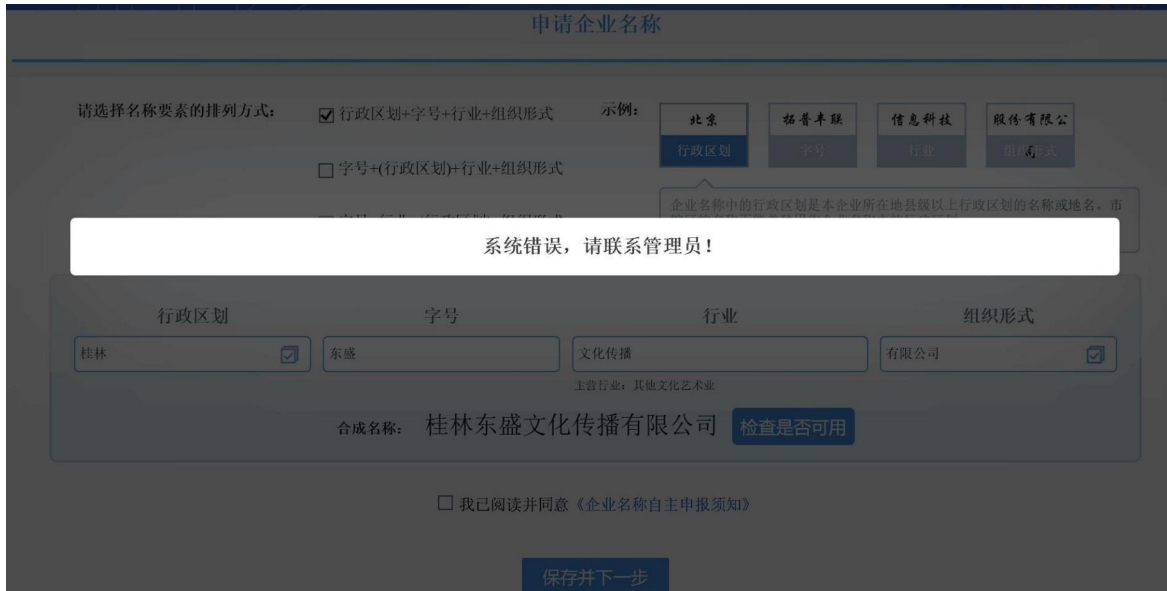 申请企业名称
请选择名称要素的排列方式：
行政区划+字号+行业+组织形式
示例：
北京
拓普丰联
信息科技
股份有限公司
行政区划
字号
行业
组织形式
字号+(行政区划)+行业+组织形式
企业名称中的行政区划是本企业所在地县级以上行政区划的名称或地名。市
系统错误，请联系管理员！
行政区划
字号
行业
组织形式
桂林
东盛
文化传播
有限公司
主营行业：其他文化艺术业
合成名称：
桂林东盛文化传播有限公司
检查是否可用
我已阅读并同意《企业名称自主申报须知》
保存并下一步